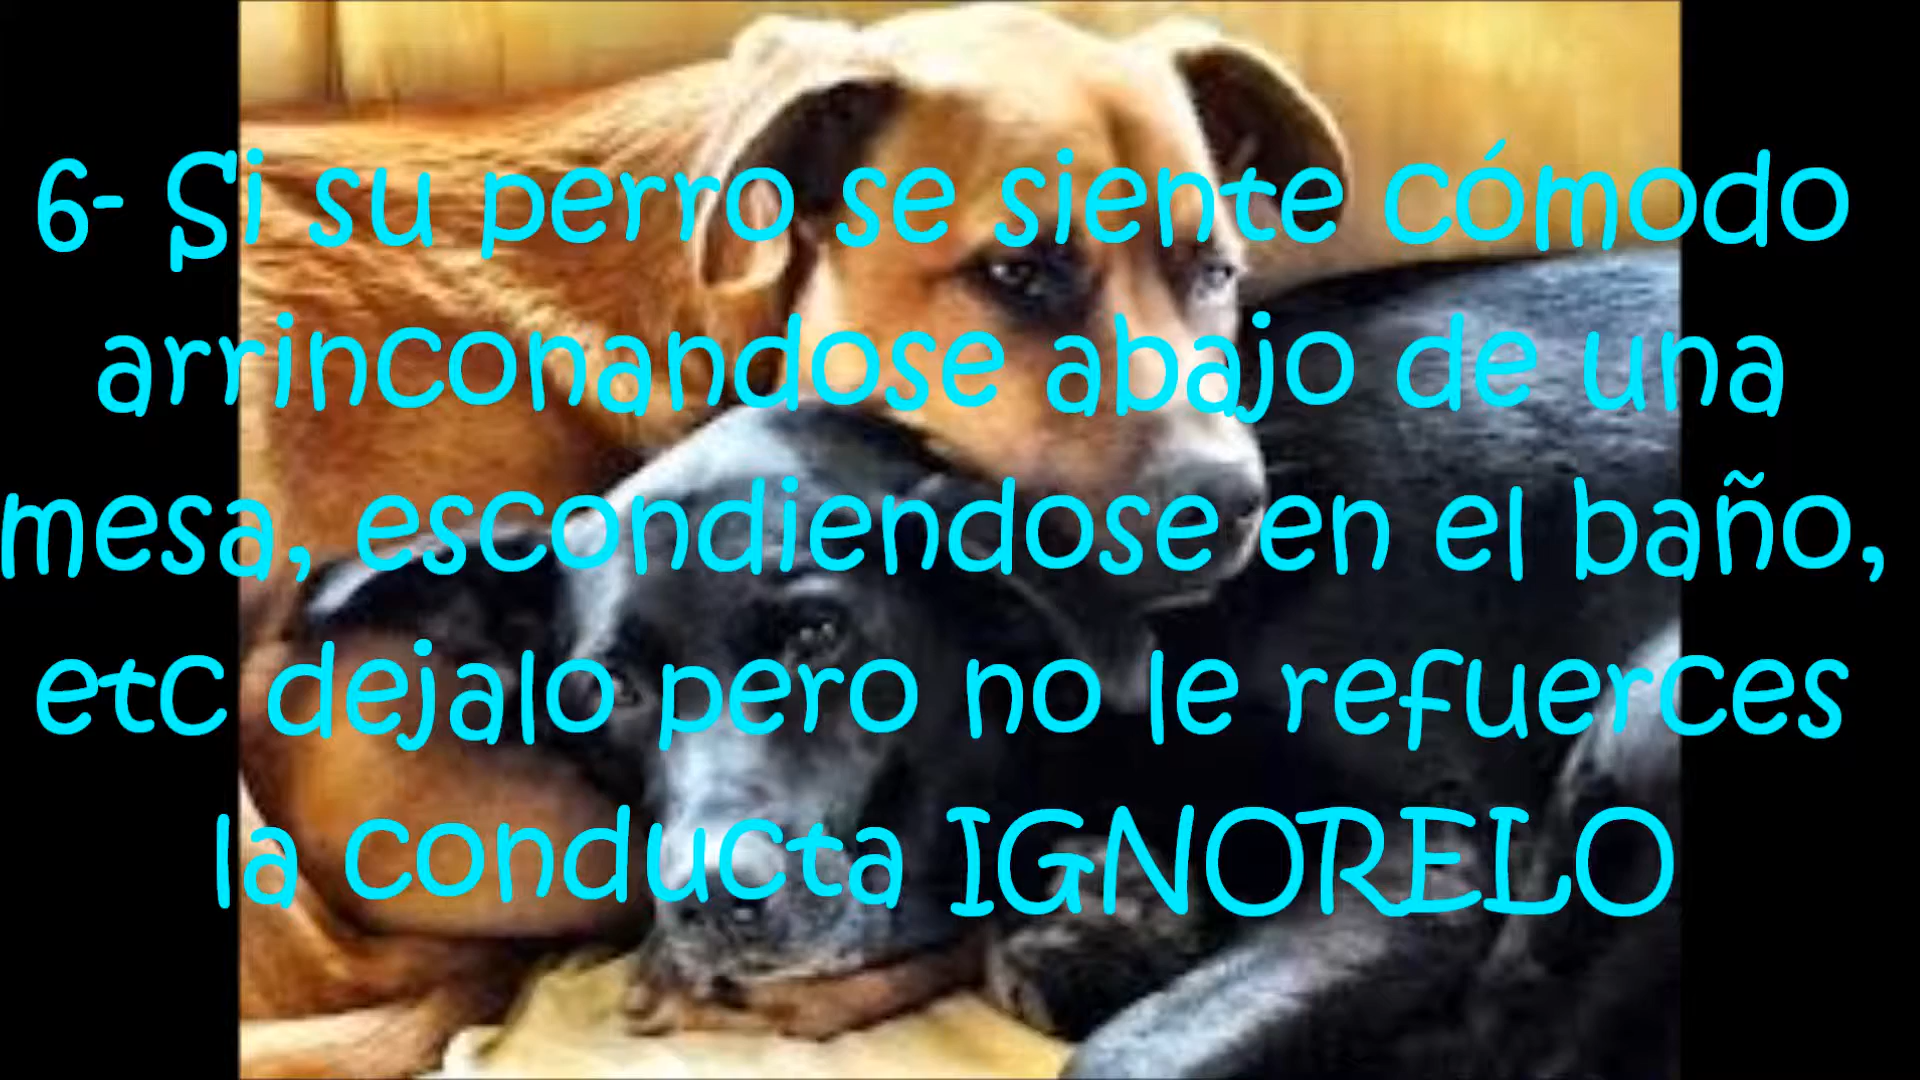 6- Si su perro se siente cómodo
arrinconandose abajo de una
mesa, escondiendose en el baño,
etc dejalo pero no le refuerces
la conducta IGNORELO